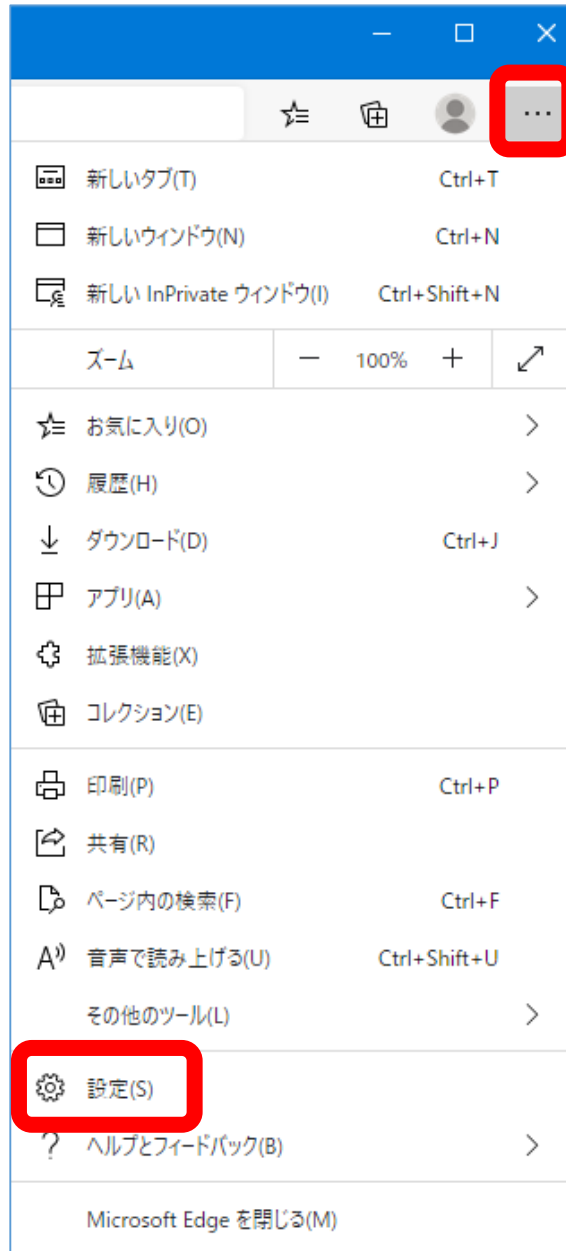 新しいタブ(T) Ctrl+T
新しいウィンドウ(N) Ctrl+N
新しい InPrivate ウィンドウ(I) Ctrl+Shift+N
ズーム — 100% +
お気に入り(O)
履歴(H)
ダウンロード(D) Ctrl+J
アプリ(A)
拡張機能(X)
コレクション(E)
印刷(P) Ctrl+P
共有(R)
ページ内の検索(F) Ctrl+F
音声で読み上げる(U) Ctrl+Shift+U
その他のツール(L)
設定(S)
ヘルプとフィードバック(B)
Microsoft Edge を閉じる(M)